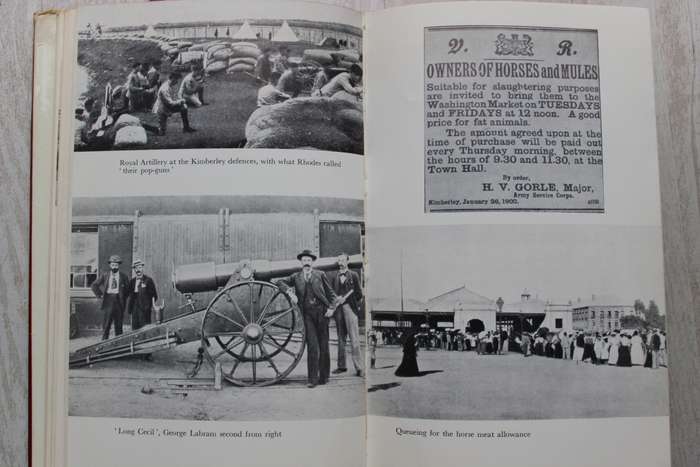 Royal Artillery at the Kimberley defences, with what Rhodes called
'their pop-guns'
'Long Cecil', George Labram second from right
V. R.
OWNERS OF HORSES and MULES
Suitable for slaughtering purposes
are invited to bring them to the
Washington Market on TUESDAYS
and FRIDAYS at 12 noon. A good
price for fat animals.
The amount agreed upon at the
time of purchase will be paid out
every Thursday morning, between
the hours of 9.30 and 11.30, at the
Town Hall.
By order,
H. V. GORLE, Major,
Army Service Corps.
Kimberley, January 26, 1900.
Queueing for the horse meat allowance